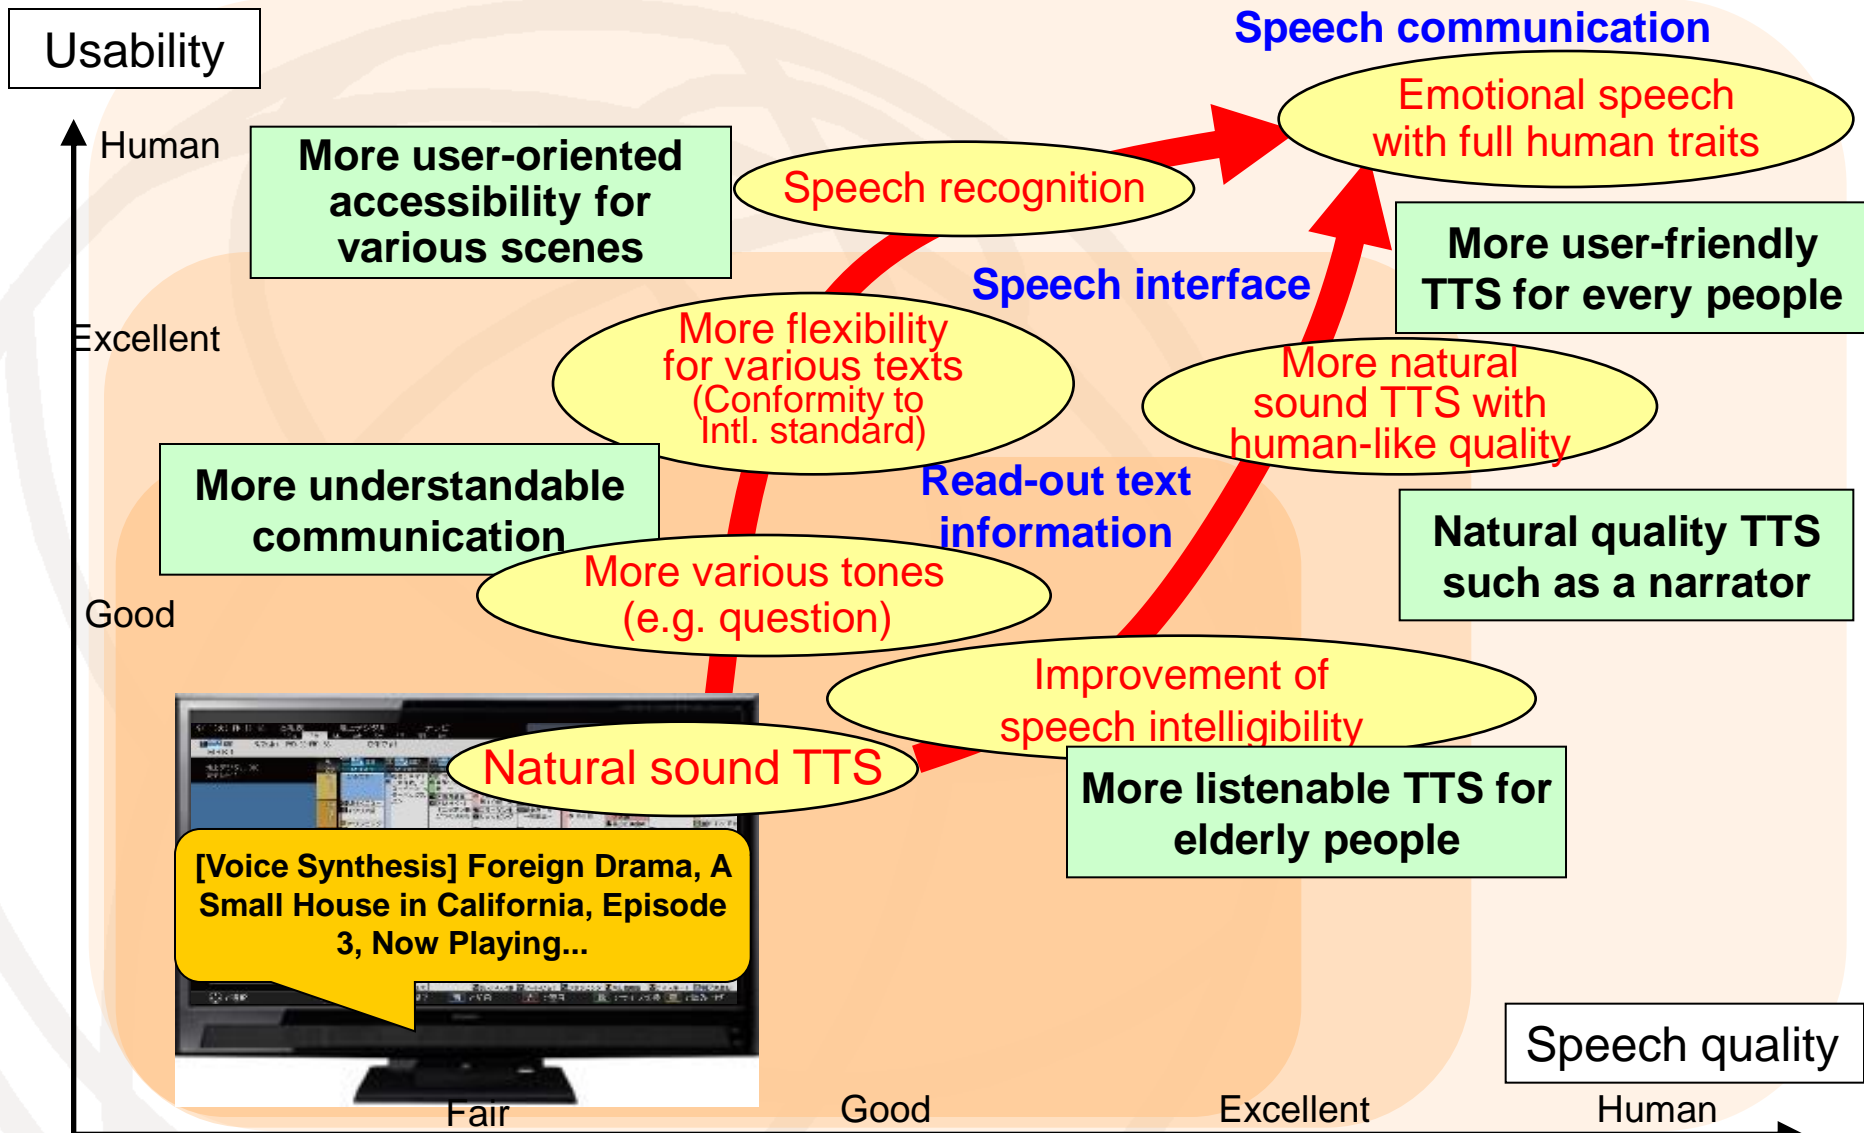 Usability
Speech communication
Emotional speech
with full human traits
Human
More user-oriented
accessibility for
various scenes
Speech recognition
More user-friendly
TTS for every people
Speech interface
Excellent
More flexibility
for various texts
(Conformity to
Intl. standard)
More natural
sound TTS with
human-like quality
More understandable
communication
Read-out text
information
Natural quality TTS
such as a narrator
More various tones
(e.g. question)
Good
Improvement of
speech intelligibility
Natural sound TTS
More listenable TTS for
elderly people
[Voice Synthesis] Foreign Drama, A
Small House in California, Episode
3, Now Playing...
Speech quality
Fair
Good
Excellent
Human